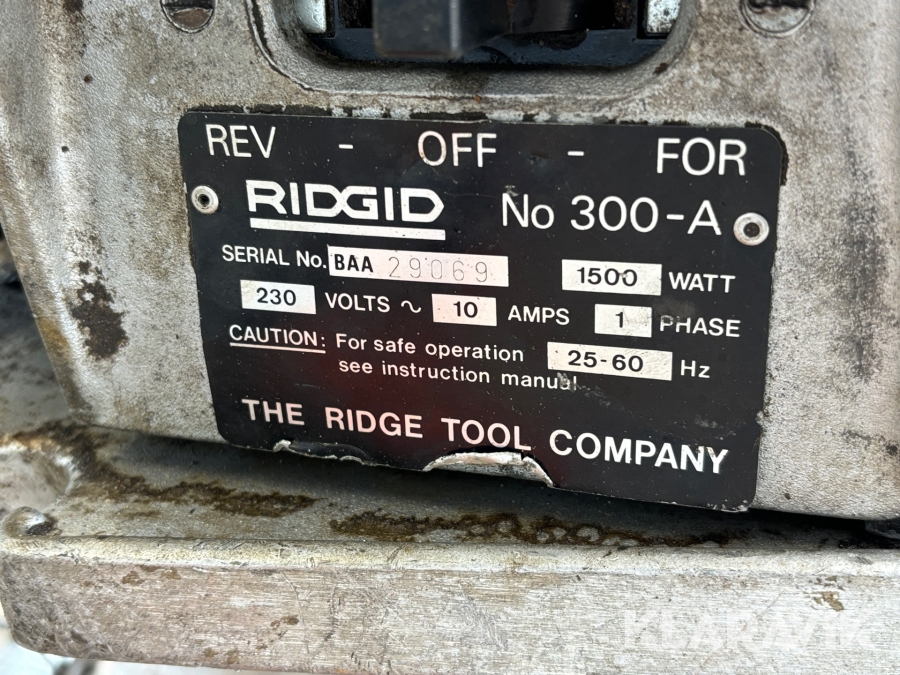 REV - OFF - FOR
RIDGID No 300-A
SERIAL No. BAA 29069 1500 WATT
230 VOLTS ~ 10 AMPS 1 PHASE
CAUTION: For safe operation 25-60 Hz
see instruction manual
THE RIDGE TOOL COMPANY
KLARAVIK